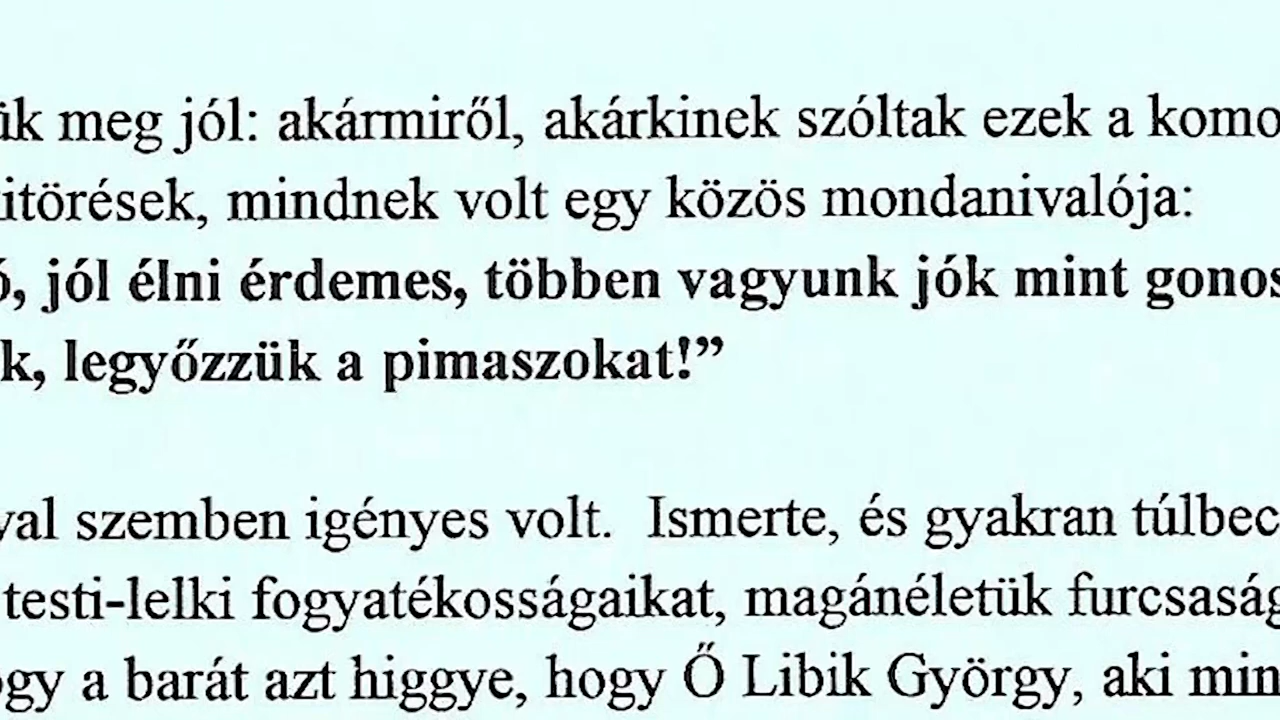 ük meg jól: akármiről, akárkinek szóltak ezek a komo
itörések, mindnek volt egy közös mondanivalója:
ó, jól élni érdemes, többen vagyunk jók mint gonos
k, legyőzzük a pimaszokat!”
val szemben igényes volt. Ismerte, és gyakran túlbec
testi-lelki fogyatékosságaikat, magánéletük furcsaság
ogy a barát azt higgye, hogy Ő Libik György, aki min